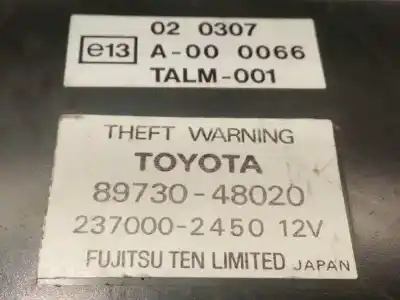 02 0307
e13 A-00 0066
TALM-001
THEFT WARNING
TOYOTA
89730-48020
237000-2450 12V
FUJITSU TEN LIMITED JAPAN